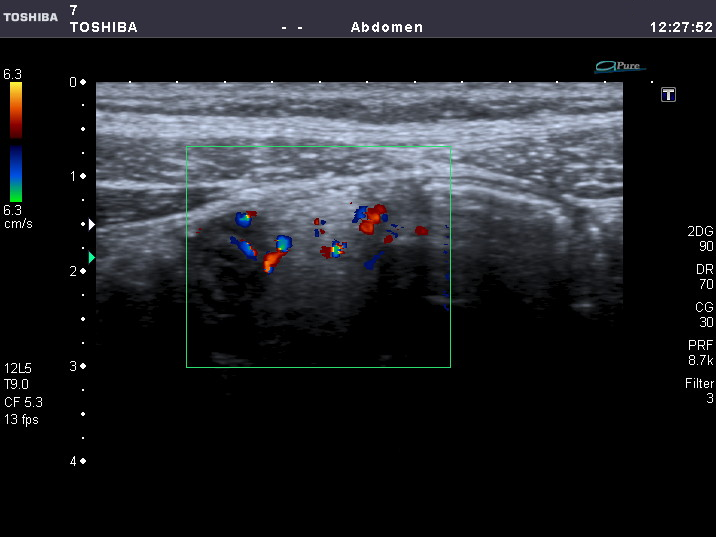 TOSHIBA
7
TOSHIBA - - Abdomen 12:27:52
6.3
6.3
cm/s
Pure
T
0
1
2
3
4
2DG
90
DR
70
CG
30
PRF
8.7k
Filter
3
12L5
T9.0
CF 5.3
13 fps